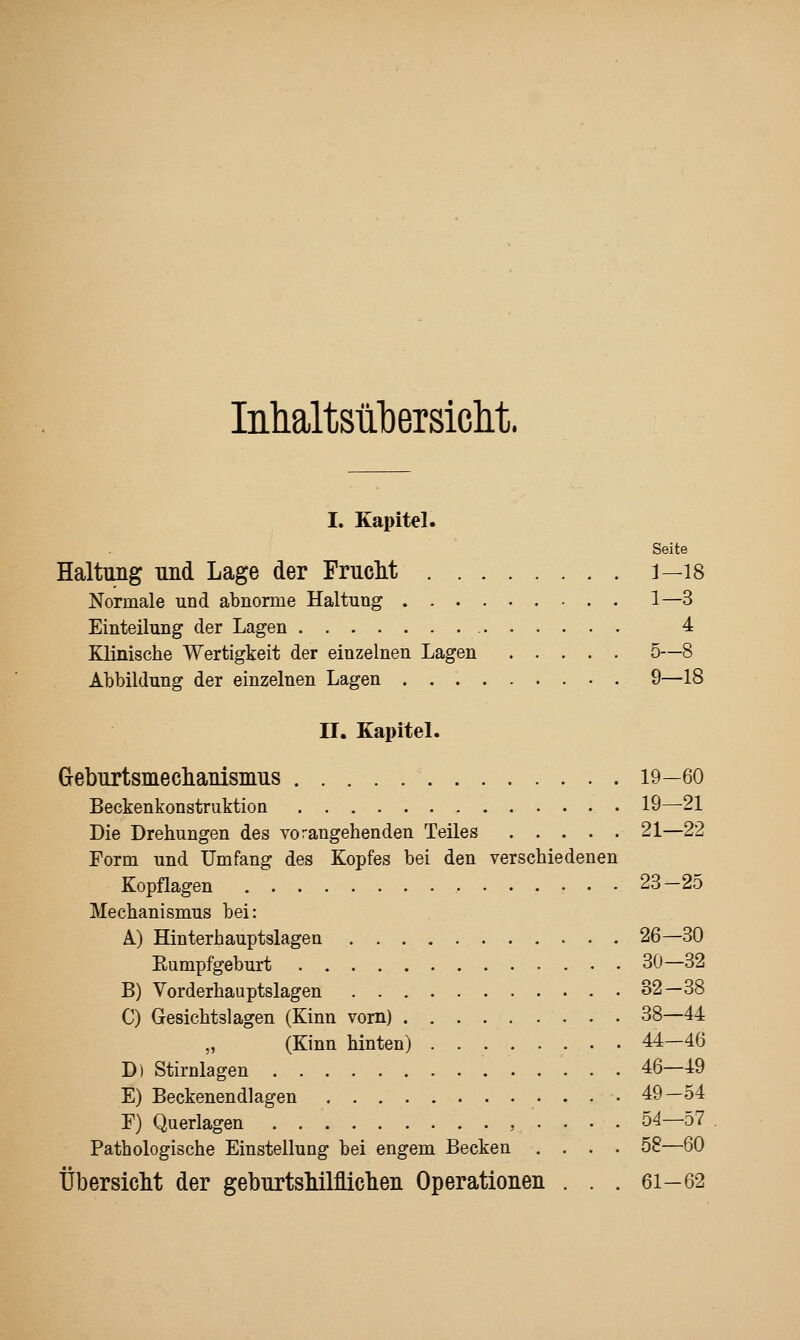 Inhaltsübersicht.
I. Kapitel.
Seite
Haltung und Lage der Frucht . . . . . . . . 1—18
Normale und abnorme Haltung . . . . . . . . . 1—3
Einteilung der Lagen . . . . . . . . . . . . . 4
Klinische Wertigkeit der einzelnen Lagen . . . . . 5—8
Abbildung der einzelnen Lagen . . . . . . . . . 9—18
II. Kapitel.
Geburtsmechanismus . . . . . . . . . . . . . 19—60
Beckenkonstruktion . . . . . . . . . . . . . 19—21
Die Drehungen des vorangehenden Teiles . . . . . 21—22
Form und Umfang des Kopfes bei den verschiedenen
Kopflagen . . . . . . . . . . . . . . . 23—25
Mechanismus bei:
A) Hinterhauptslagen . . . . . . . . . . . 26—30
Rumpfgeburt . . . . . . . . . . . . . 30—32
B) Vorderhauptslagen . . . . . . . . . . . 32—38
C) Gesichtslagen (Kinn vorn) . . . . . . . . . 38—44
„ (Kinn hinten) . . . . . . . . 44—46
D) Stirnlagen . . . . . . . . . . . . . . 46—49
E) Beckenendlagen . . . . . . . . . . . . 49—54
F) Querlagen . . . . . . . . . , . . . . 54—57
Pathologische Einstellung bei engem Becken . . . . 58—60
Übersicht der geburtshilflichen Operationen . . . 61—62